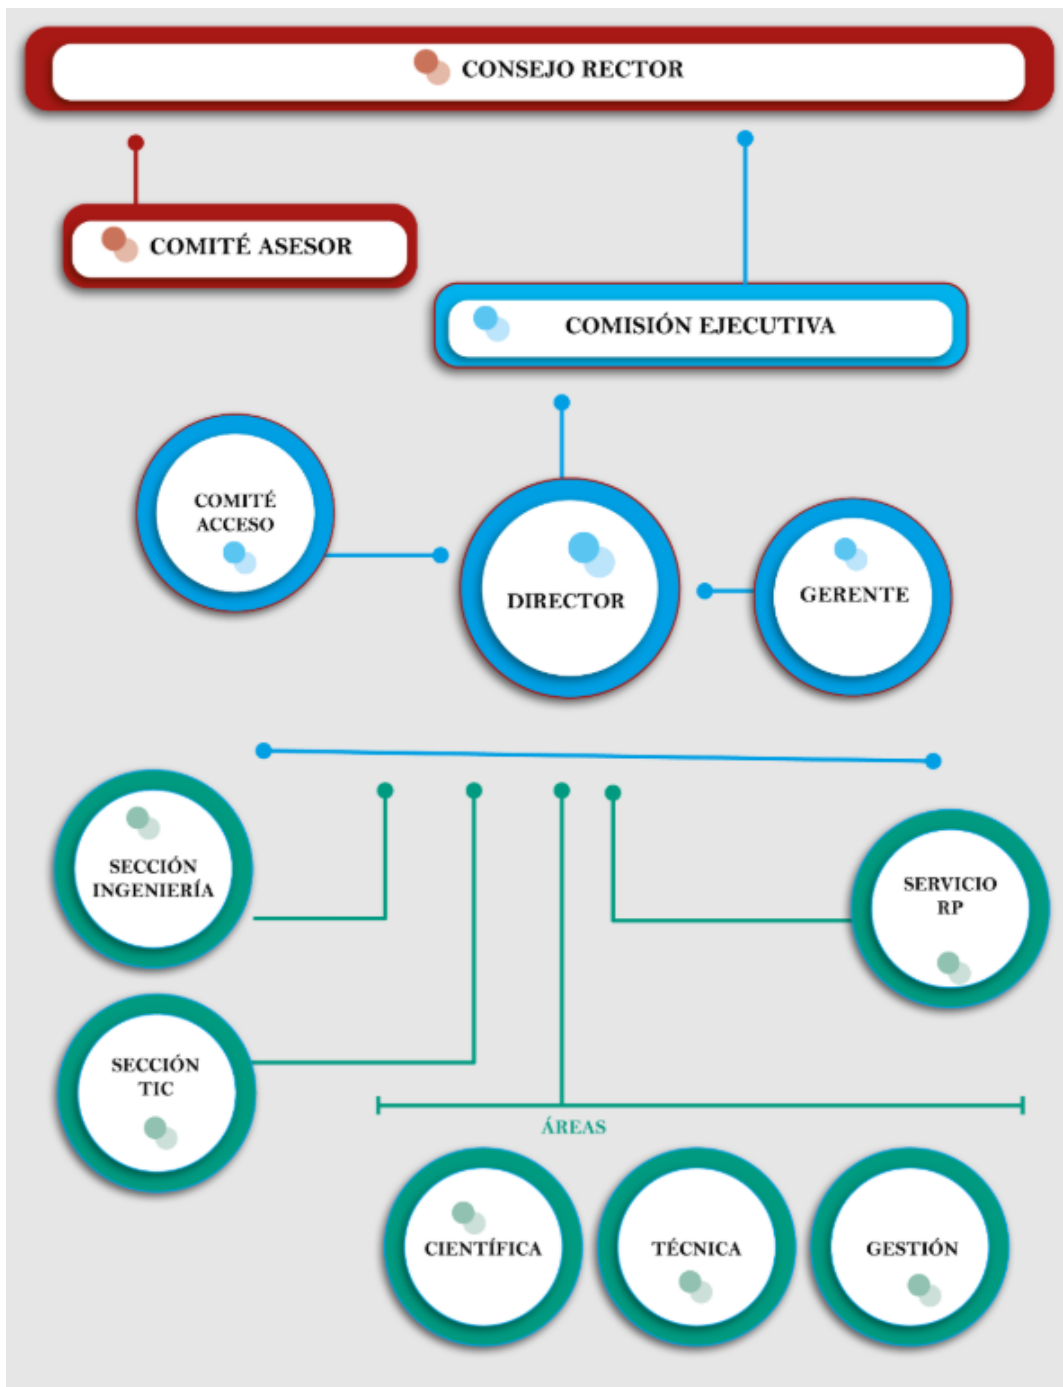 CONSEJO RECTOR
COMITÉ ASESOR
COMISIÓN EJECUTIVA
COMITÉ
ACCESO
DIRECTOR
GERENTE
SECCIÓN
INGENIERÍA
SERVICIO
RP
SECCIÓN
TIC
ÁREAS
CIENTÍFICA
TÉCNICA
GESTIÓN